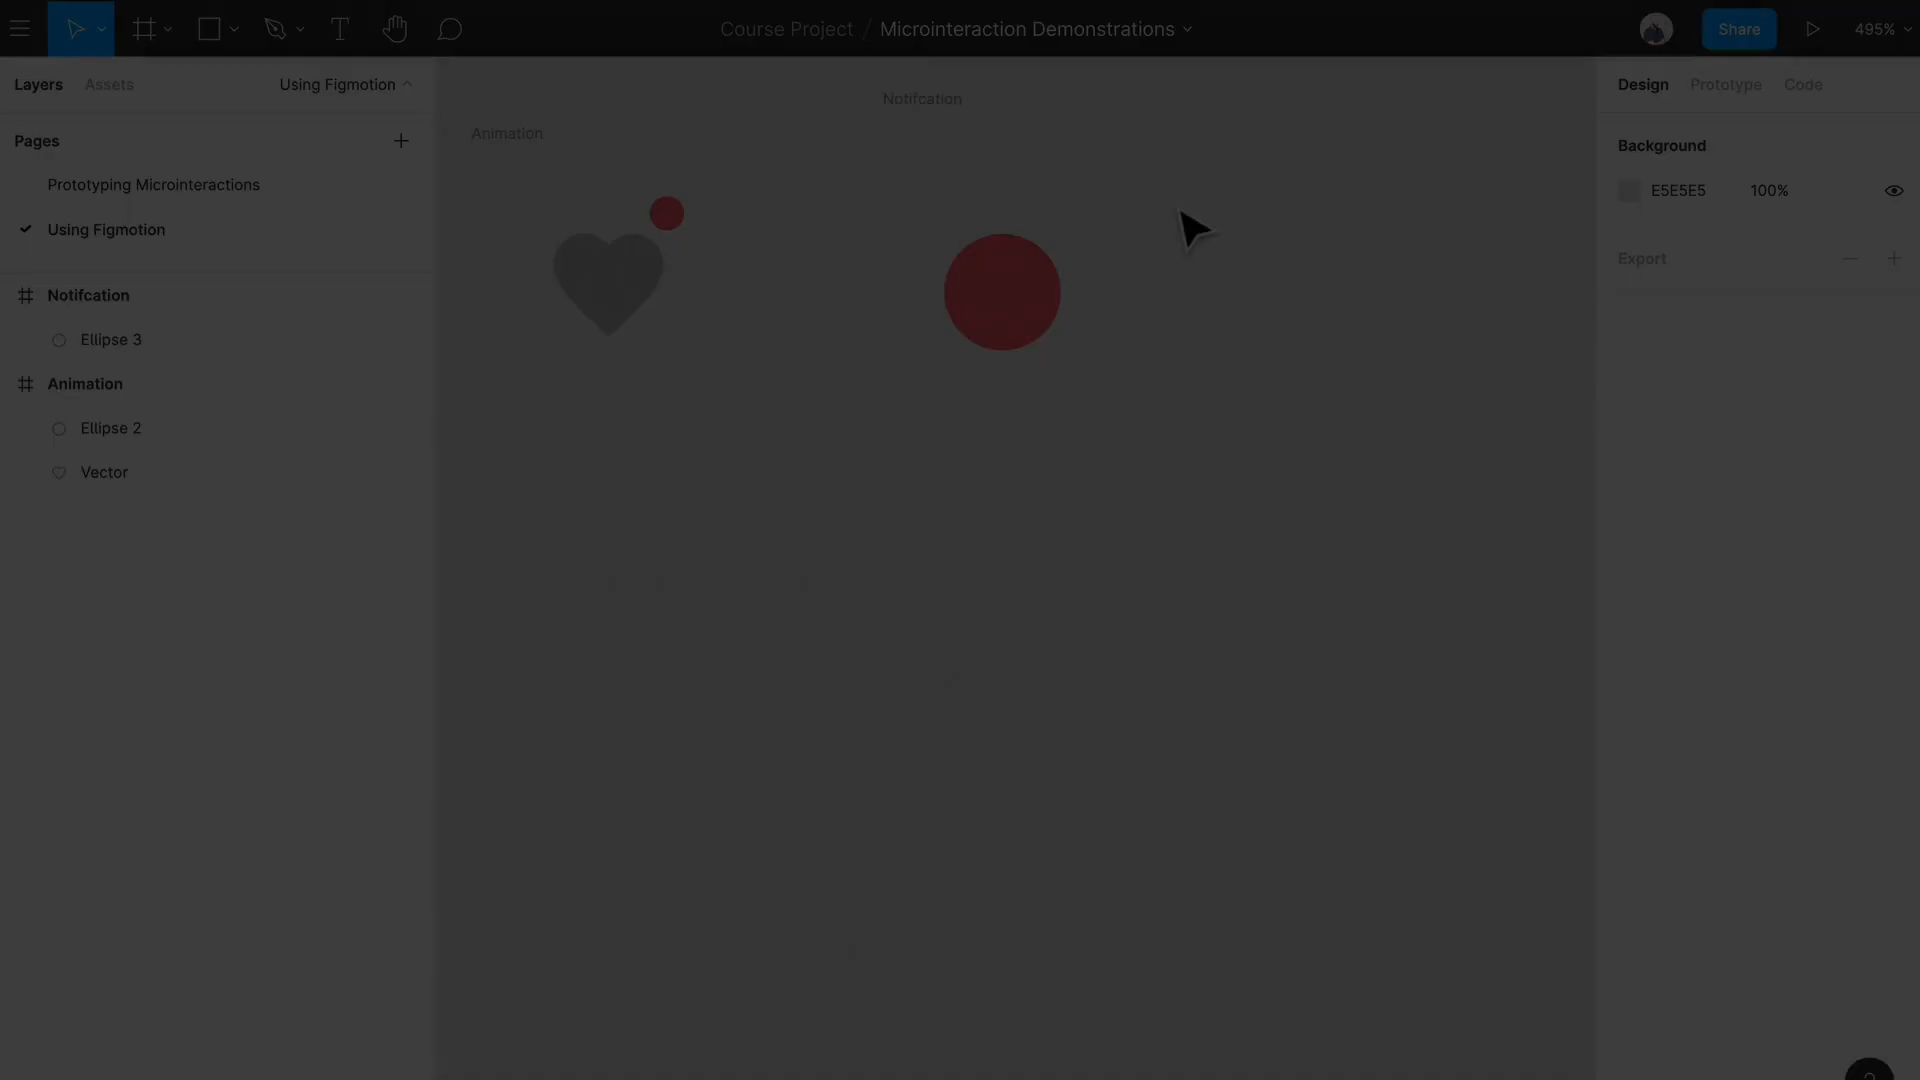 Course Project / Microinteraction Demonstrations
Share
495%
Layers
Assets
Using Figmotion
Design
Prototype
Code
Pages
Prototyping Microinteractions
Using Figmotion
Notifcation
Ellipse 3
Animation
Ellipse 2
Vector
Notifcation
Animation
Background
E5E5E5
100%
Export